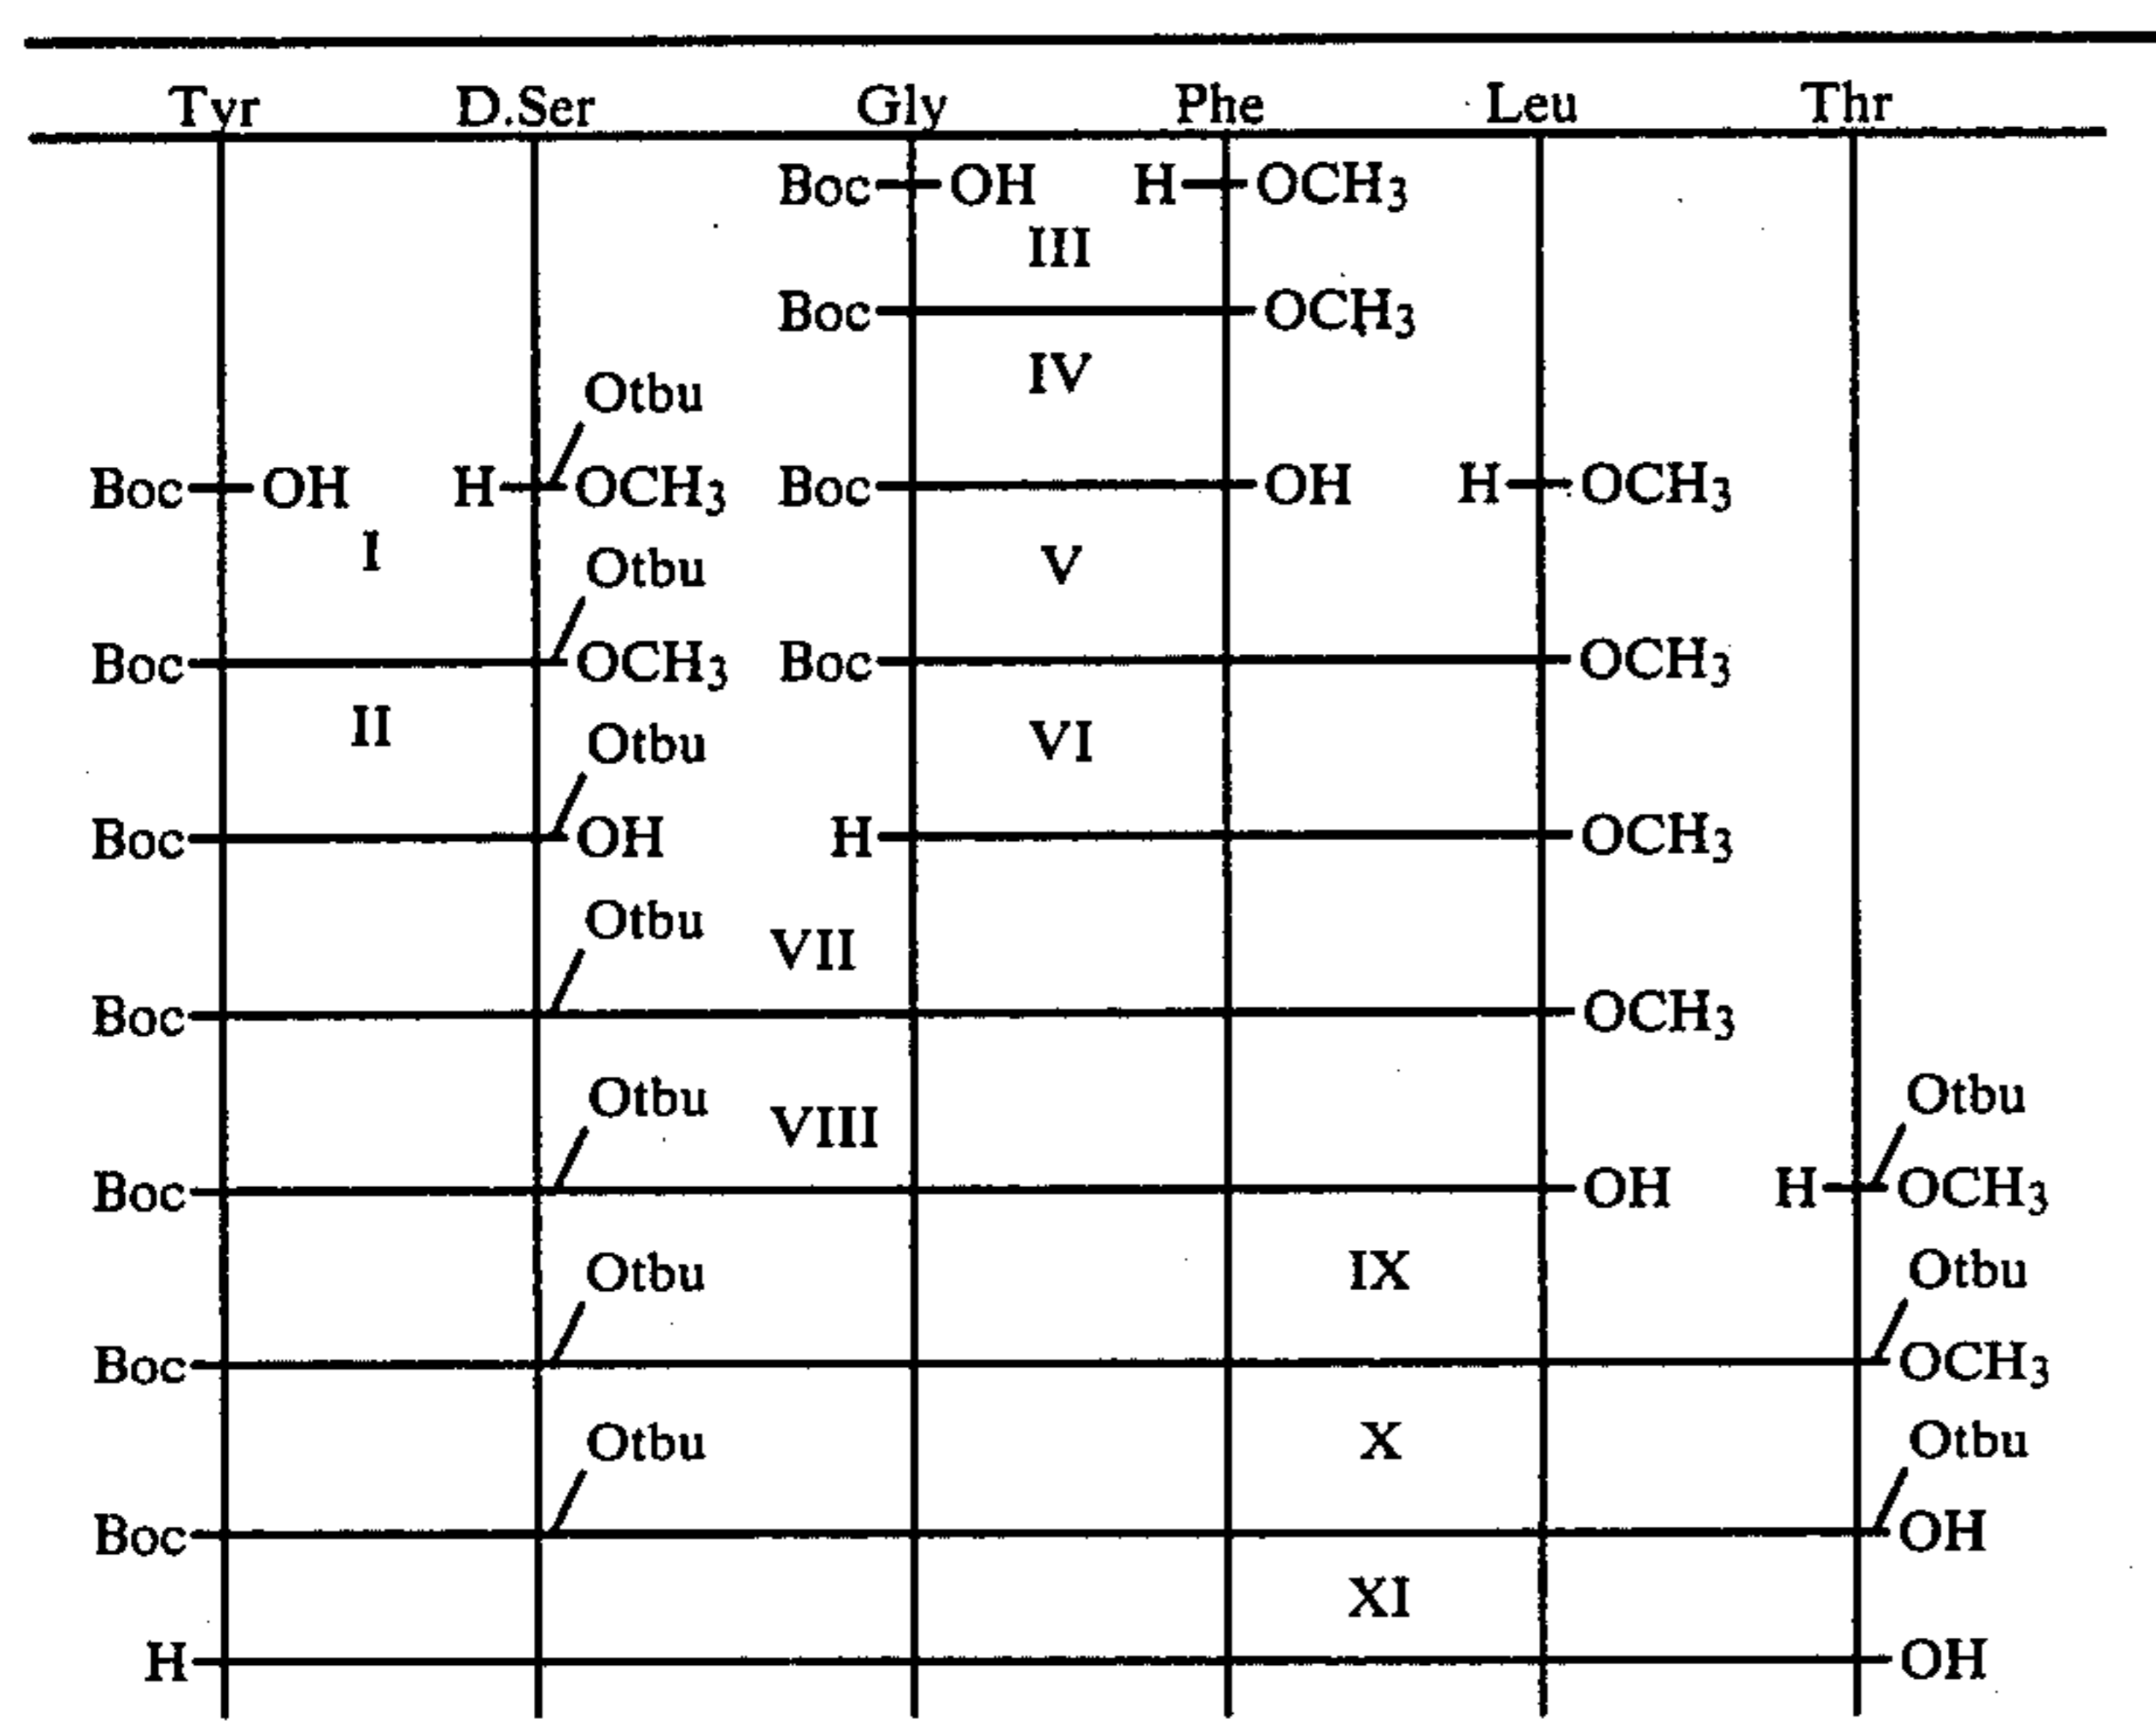 Tyr D.Ser Gly Phe Leu Thr
Boc OH H OCH3
III
Boc OCH3
IV
Otbu
Boc OH H OCH3 Boc OH H OCH3
I Otbu V
Boc OCH3 Boc OCH3
II Otbu VI
Boc OH H OCH3
Otbu VII
Boc OCH3
Otbu VIII Otbu
Boc OH H OCH3
Otbu IX Otbu
Boc OCH3
Otbu X Otbu
Boc OH
XI
H OH